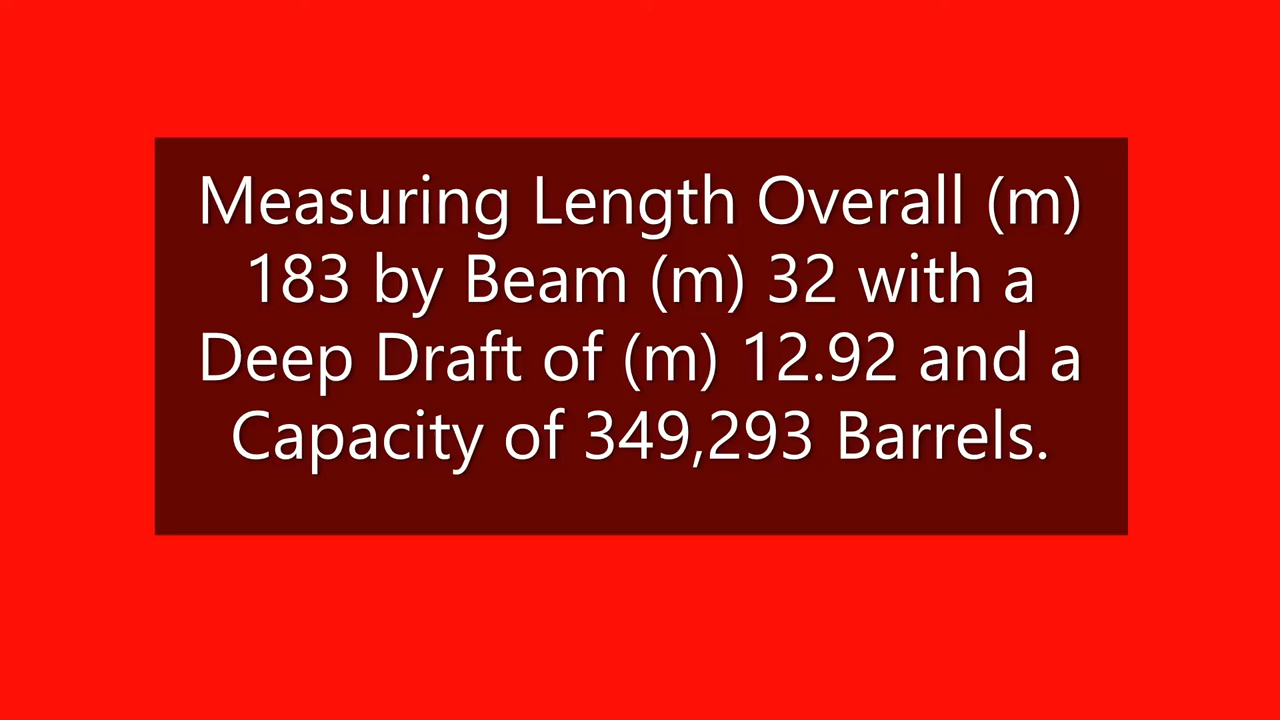 Measuring Length Overall (m)
183 by Beam (m) 32 with a
Deep Draft of (m) 12.92 and a
Capacity of 349,293 Barrels.